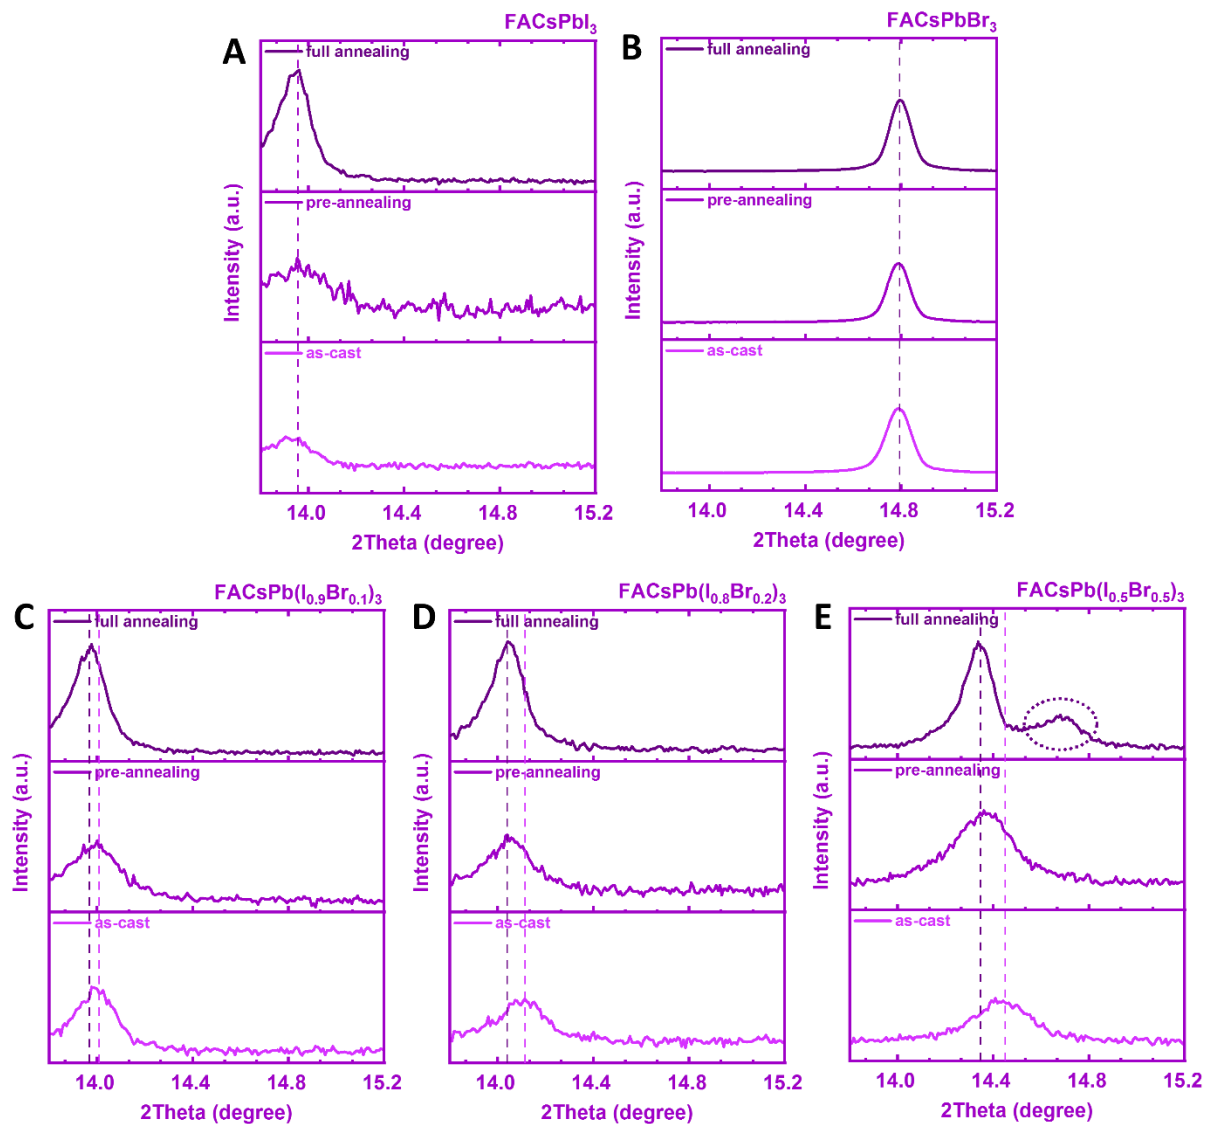 FACsPbI3
A
full annealing
pre-annealing
as-cast
Intensity (a.u.)
14.0 14.4 14.8 15.2
2Theta (degree)
FACsPbBr3
B
full annealing
pre-annealing
as-cast
Intensity (a.u.)
14.0 14.4 14.8 15.2
2Theta (degree)
FACsPb(I0.9Br0.1)3
C
full annealing
pre-annealing
as-cast
Intensity (a.u.)
14.0 14.4 14.8 15.2
2Theta (degree)
FACsPb(I0.8Br0.2)3
D
full annealing
pre-annealing
as-cast
Intensity (a.u.)
14.0 14.4 14.8 15.2
2Theta (degree)
FACsPb(I0.5Br0.5)3
E
full annealing
pre-annealing
as-cast
Intensity (a.u.)
14.0 14.4 14.8 15.2
2Theta (degree)